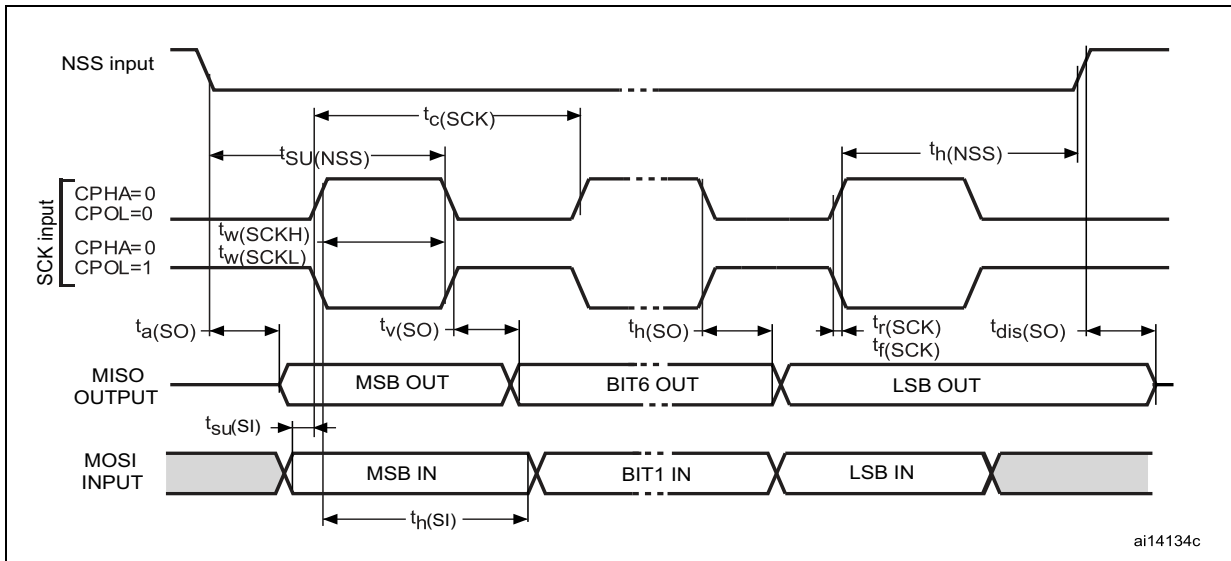 NSS input
tc(SCK)
tSU(NSS)
th(NSS)
SCK input
CPHA=0
CPOL=0
tw(SCKH)
CPHA=0
tw(SCKL)
CPOL=1
ta(SO)
tv(SO)
th(SO)
tr(SCK)
tf(SCK)
tdis(SO)
MISO
OUTPUT
MSB OUT
BIT6 OUT
LSB OUT
tsu(SI)
MOSI
INPUT
MSB IN
BIT1 IN
LSB IN
th(SI)
ai14134c